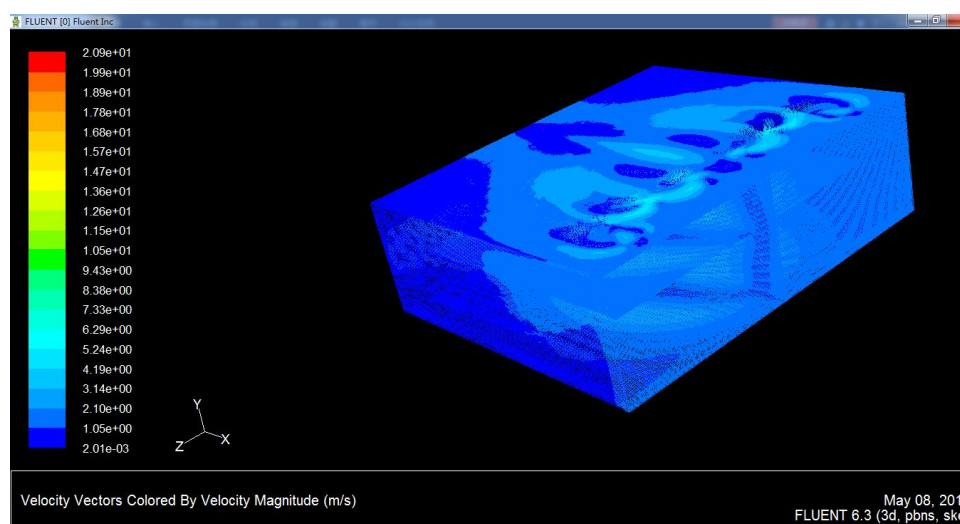 FLUENT [0] Fluent Inc
2.09e+01
1.99e+01
1.89e+01
1.78e+01
1.68e+01
1.57e+01
1.47e+01
1.36e+01
1.26e+01
1.15e+01
1.05e+01
9.43e+00
8.38e+00
7.33e+00
6.29e+00
5.24e+00
4.19e+00
3.14e+00
2.10e+00
1.05e+00
2.01e-03
Y
Z
X
Velocity Vectors Colored By Velocity Magnitude (m/s)
May 08, 201
FLUENT 6.3 (3d, pbns, ske